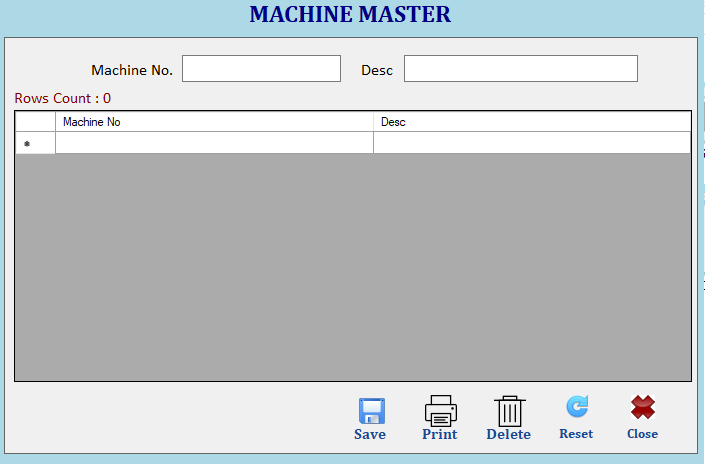 MACHINE MASTER
Machine No. Desc
Rows Count : 0
Machine No Desc
Save Print Delete Reset Close